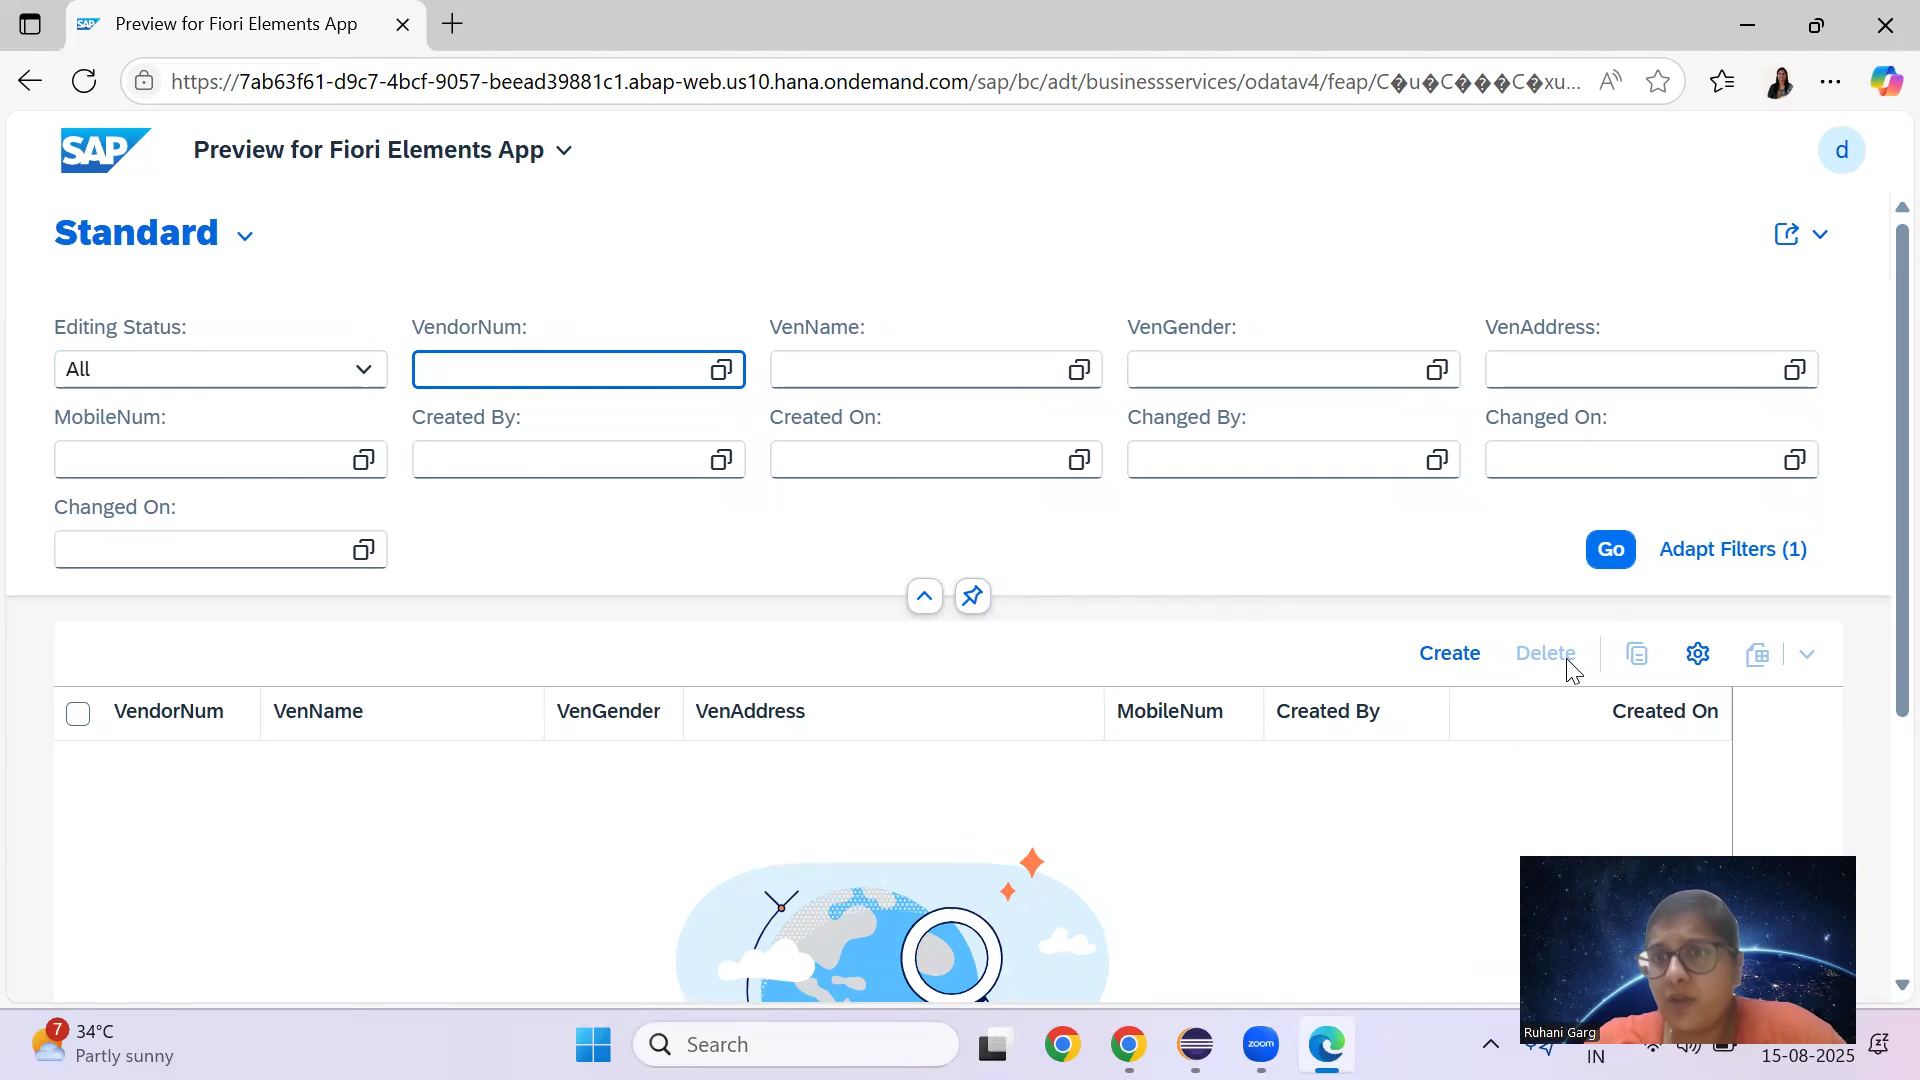 Preview for Fiori Elements App
https://7ab63f61-d9c7-4bcf-9057-beead39881c1.abap-web.us10.hana.ondemand.com/sap/bc/adt/businessservices/odatav4/feap/C�u�C���C�xu...
SAP Preview for Fiori Elements App
d
Standard
Editing Status: VendorNum: VenName: VenGender: VenAddress:
All
MobileNum: Created By: Created On: Changed By: Changed On:
Changed On:
Go Adapt Filters (1)
Create Delete
VendorNum VenName VenGender VenAddress MobileNum Created By Created On
Ruhani Garg
7 34°C
Partly sunny
Search
zoom
IN
15-08-2025